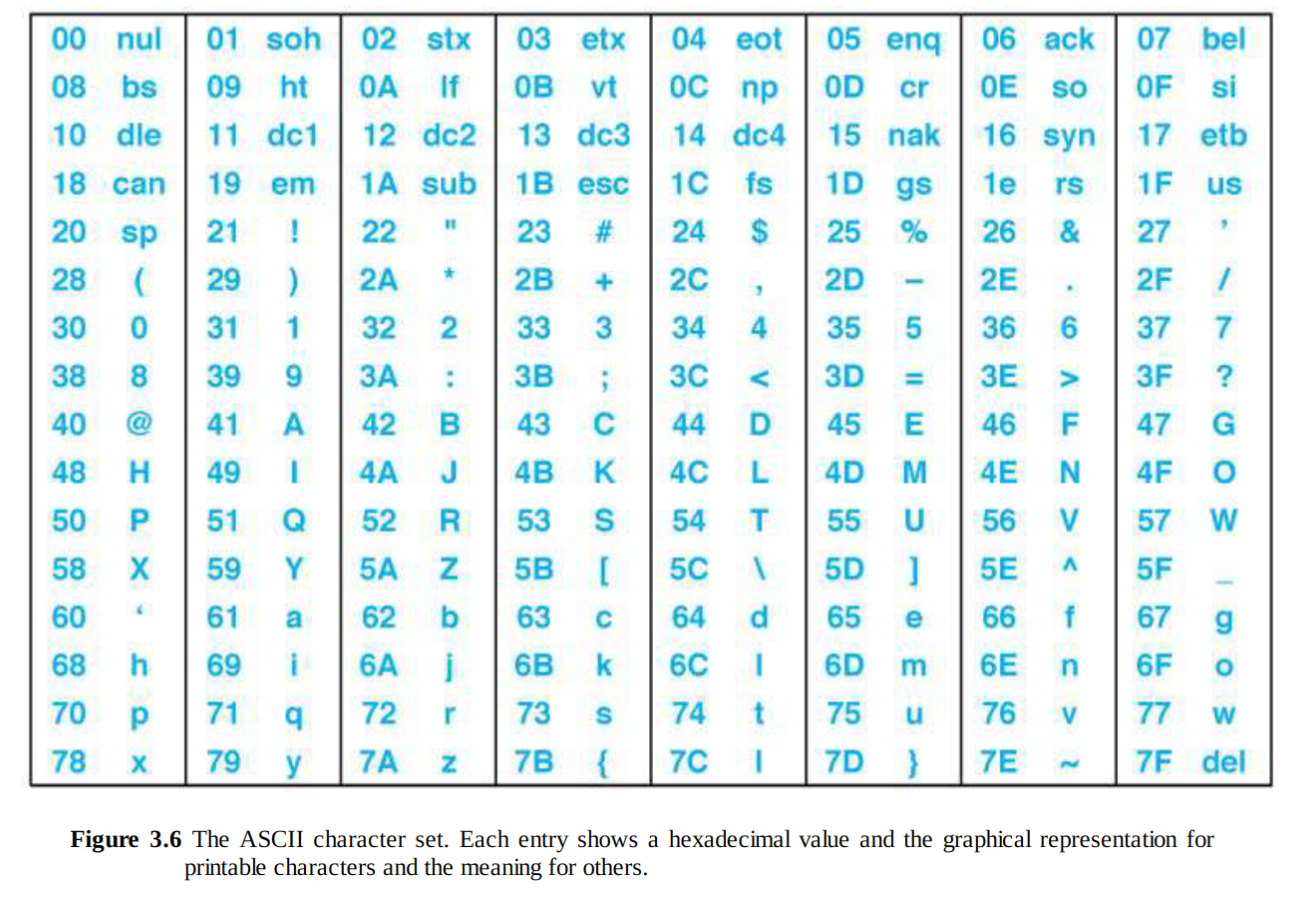 00 nul 01 soh 02 stx 03 etx 04 eot 05 enq 06 ack 07 bel
08 bs 09 ht 0A lf 0B vt 0C np 0D cr 0E so 0F si
10 dle 11 dc1 12 dc2 13 dc3 14 dc4 15 nak 16 syn 17 etb
18 can 19 em 1A sub 1B esc 1C fs 1D gs 1e rs 1F us
20 sp 21 ! 22 " 23 # 24 $ 25 % 26 & 27 ’
28 ( 29 ) 2A * 2B + 2C , 2D – 2E . 2F /
30 0 31 1 32 2 33 3 34 4 35 5 36 6 37 7
38 8 39 9 3A : 3B ; 3C < 3D = 3E > 3F ?
40 @ 41 A 42 B 43 C 44 D 45 E 46 F 47 G
48 H 49 I 4A J 4B K 4C L 4D M 4E N 4F O
50 P 51 Q 52 R 53 S 54 T 55 U 56 V 57 W
58 X 59 Y 5A Z 5B [ 5C \ 5D ] 5E ^ 5F _
60 ‘ 61 a 62 b 63 c 64 d 65 e 66 f 67 g
68 h 69 i 6A j 6B k 6C l 6D m 6E n 6F o
70 p 71 q 72 r 73 s 74 t 75 u 76 v 77 w
78 x 79 y 7A z 7B { 7C | 7D } 7E ~ 7F del
Figure 3.6 The ASCII character set. Each entry shows a hexadecimal value and the graphical representation for
printable characters and the meaning for others.